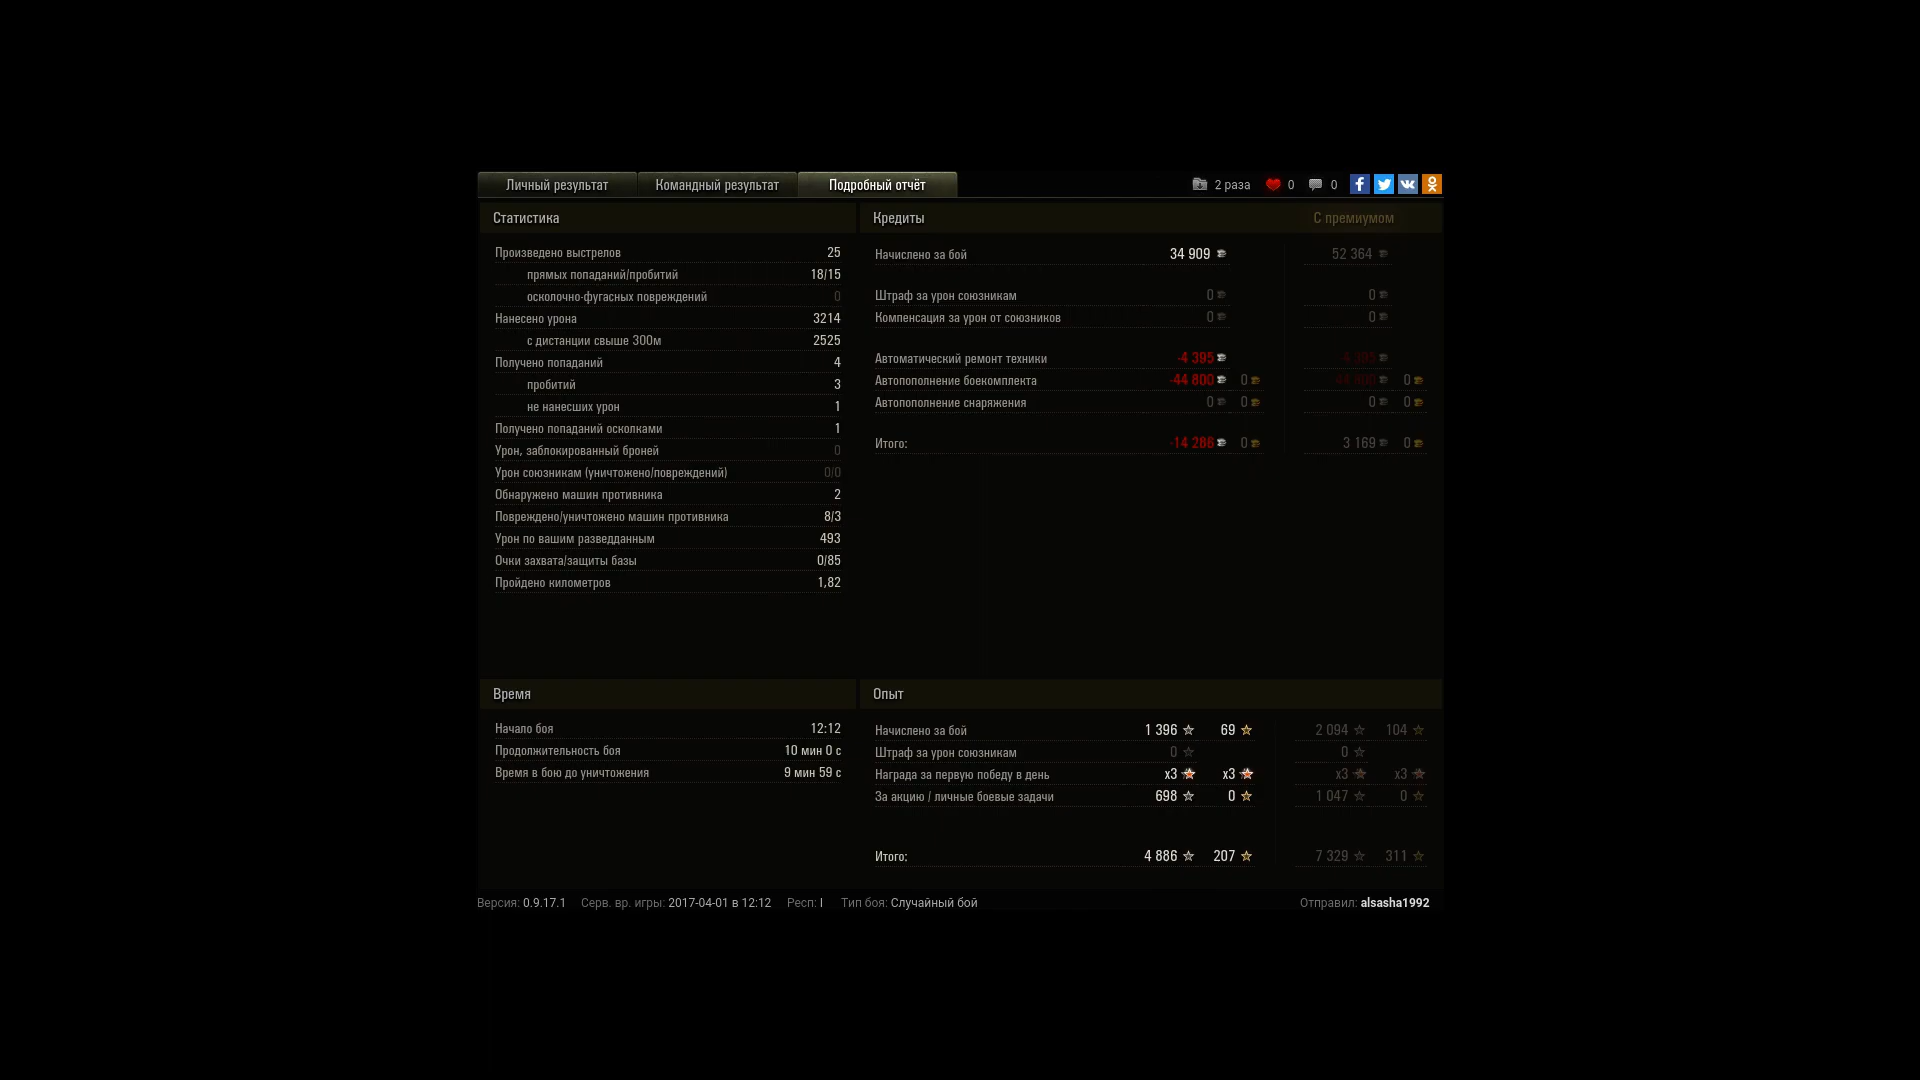 Личный результат Командный результат Подробный отчёт 2 раза 0 0
Статистика
Произведено выстрелов 25
прямых попаданий/пробитий 18/15
осколочно-фугасных повреждений 0
Нанесено урона 3214
с дистанции свыше 300м 2525
Получено попаданий 4
пробитий 3
не нанесших урон 1
Получено попаданий осколками 1
Урон, заблокированный броней 0
Урон союзникам (уничтожено/повреждений) 0/0
Обнаружено машин противника 2
Повреждено/уничтожено машин противника 8/3
Урон по вашим разведданным 493
Очки захвата/защиты базы 0/85
Пройдено километров 1,82
Кредиты С премиумом
Начислено за бой 34 909 52 364
Штраф за урон союзникам 0 0
Компенсация за урон от союзников 0 0
Автоматический ремонт техники -4 395 -4 395
Автопополнение боекомплекта -44 800 0 -44 800 0
Автопополнение снаряжения 0 0 0 0
Итого: -14 286 0 3 169 0
Время
Начало боя 12:12
Продолжительность боя 10 мин 0 с
Время в бою до уничтожения 9 мин 59 с
Опыт
Начислено за бой 1 396 69 2 094 104
Штраф за урон союзникам 0 0
Награда за первую победу в день x3 x3 x3 x3
За акцию / личные боевые задачи 698 0 1 047 0
Итого: 4 886 207 7 329 311
Версия: 0.9.17.1 Серв. вр. игры: 2017-04-01 в 12:12 Респ: I Тип боя: Случайный бой Отправил: alsasha1992